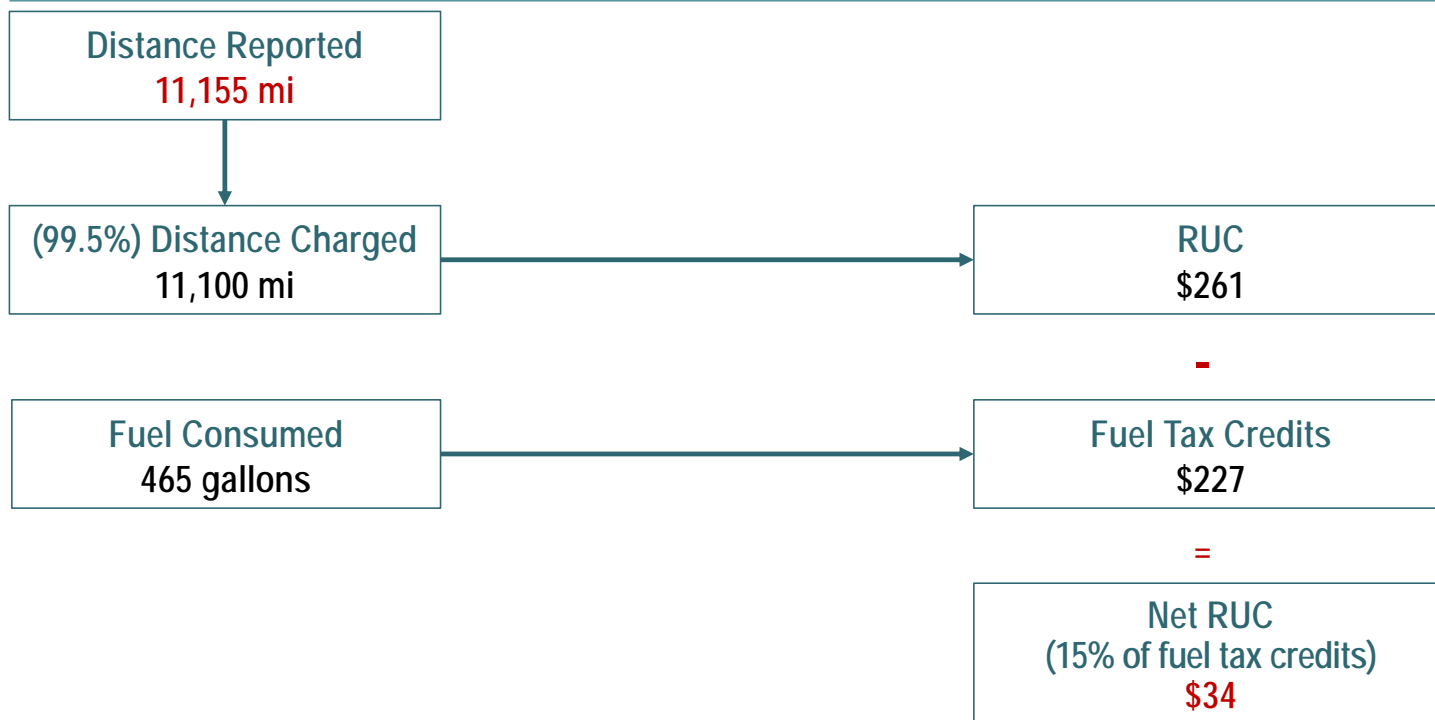 Distance Reported
11,155 mi
(99.5%) Distance Charged
11,100 mi
RUC
$261
-
Fuel Consumed
465 gallons
Fuel Tax Credits
$227
=
Net RUC
(15% of fuel tax credits)
$34